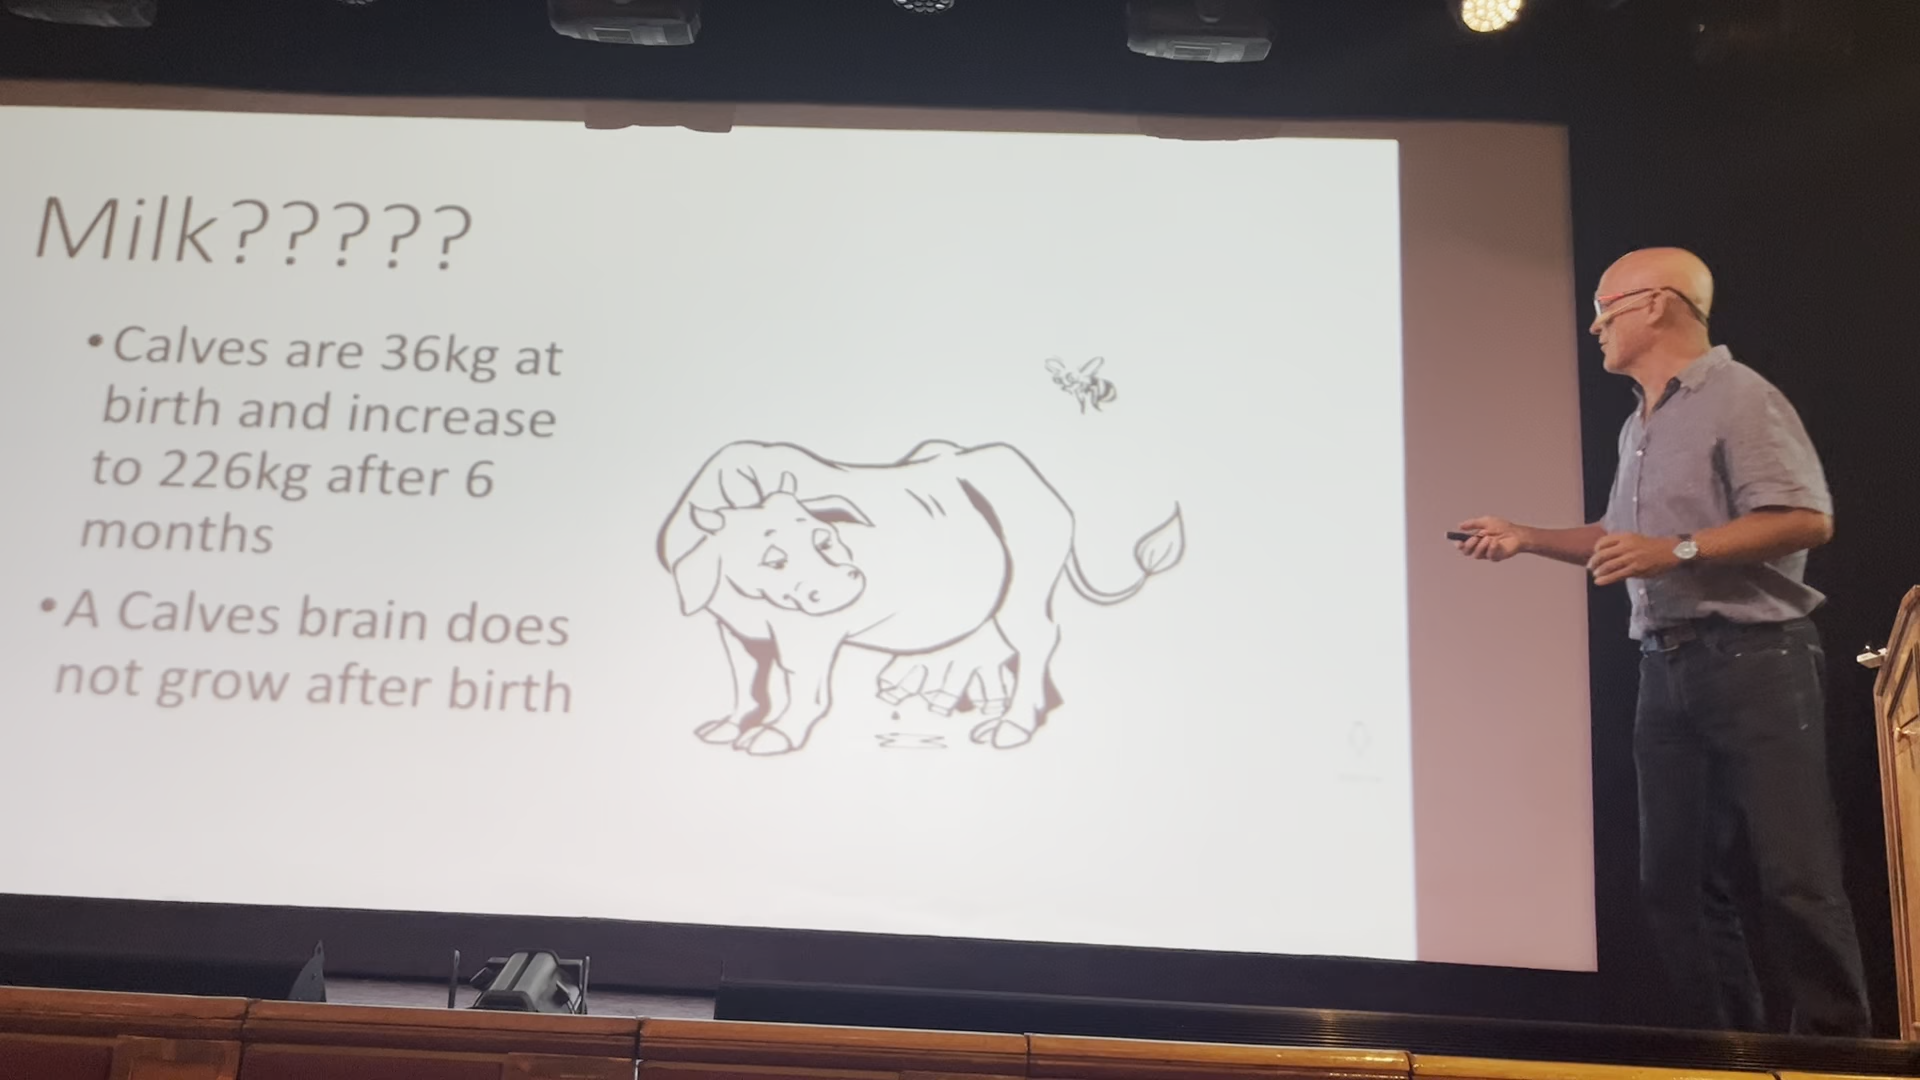 Milk?????
•Calves are 36kg at
birth and increase
to 226kg after 6
months
•A Calves brain does
not grow after birth